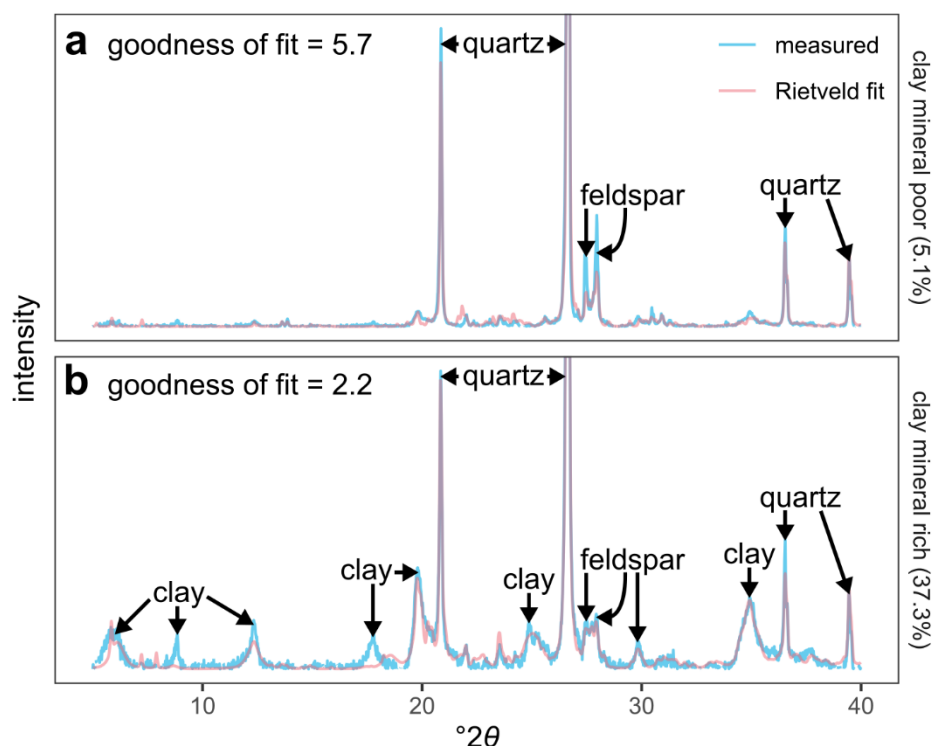 a goodness of fit = 5.7
quartz
measured
Rietveld fit
feldspar
quartz
clay mineral poor (5.1%)
intensity
b goodness of fit = 2.2
quartz
quartz
clay
clay
clay
feldspar
clay
clay mineral rich (37.3%)
10 20 30 40
°2θ